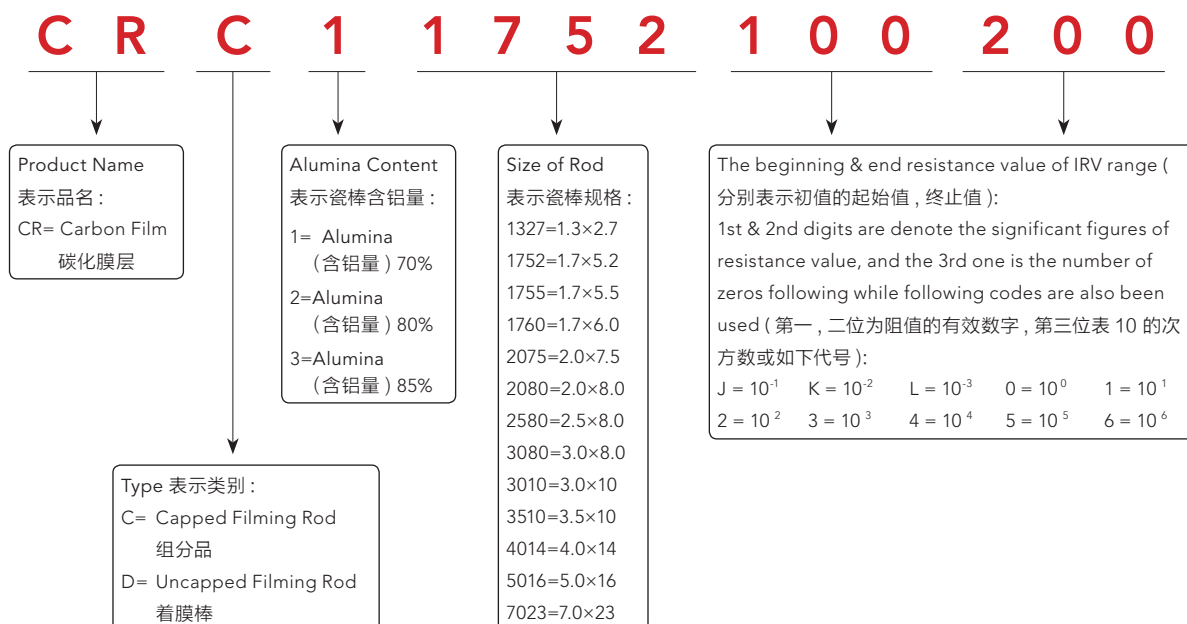 C R C 1 1 7 5 2 1 0 0 2 0 0
Product Name
表示品名 :
CR= Carbon Film
碳化膜层
Type 表示类别 :
C= Capped Filming Rod
组分品
D= Uncapped Filming Rod
着膜棒
Alumina Content
表示瓷棒含铝量 :
1= Alumina
(含铝量 ) 70%
2=Alumina
(含铝量 ) 80%
3=Alumina
(含铝量 ) 85%
Size of Rod
表示瓷棒规格 :
1327=1.3×2.7
1752=1.7×5.2
1755=1.7×5.5
1760=1.7×6.0
2075=2.0×7.5
2080=2.0×8.0
2580=2.5×8.0
3080=3.0×8.0
3010=3.0×10
3510=3.5×10
4014=4.0×14
5016=5.0×16
7023=7.0×23
The beginning & end resistance value of IRV range (
分别表示初值的起始值 , 终止值 ):
1st & 2nd digits are denote the significant figures of
resistance value, and the 3rd one is the number of
zeros following while following codes are also been
used ( 第一 , 二位为阻值的有效数字 , 第三位表 10 的次
方数或如下代号 ):
J = 10⁻¹ K = 10⁻² L = 10⁻³ 0 = 10⁰ 1 = 10¹
2 = 10² 3 = 10³ 4 = 10⁴ 5 = 10⁵ 6 = 10⁶